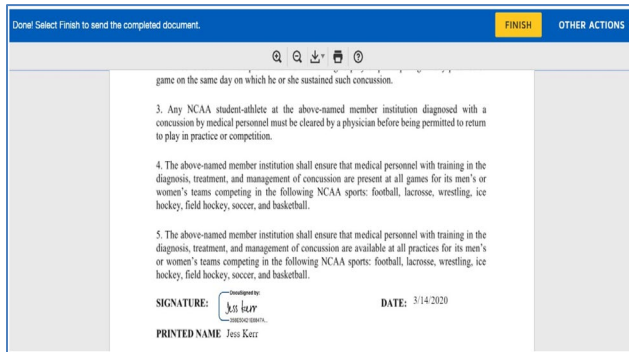 Done! Select Finish to send the completed document.
FINISH
OTHER ACTIONS
game on the same day on which he or she sustained such concussion.
3. Any NCAA student-athlete at the above-named member institution diagnosed with a
concussion by medical personnel must be cleared by a physician before being permitted to return
to play in practice or competition.
4. The above-named member institution shall ensure that medical personnel with training in the
diagnosis, treatment, and management of concussion are present at all games for its men's or
women's teams competing in the following NCAA sports: football, lacrosse, wrestling, ice
hockey, field hockey, soccer, and basketball.
5. The above-named member institution shall ensure that medical personnel with training in the
diagnosis, treatment, and management of concussion are available at all practices for its men's
or women's teams competing in the following NCAA sports: football, lacrosse, wrestling, ice
hockey, field hockey, soccer, and basketball.
DocuSigned by:
SIGNATURE: Jess Kerr DATE: 3/14/2020
PRINTED NAME Jess Kerr